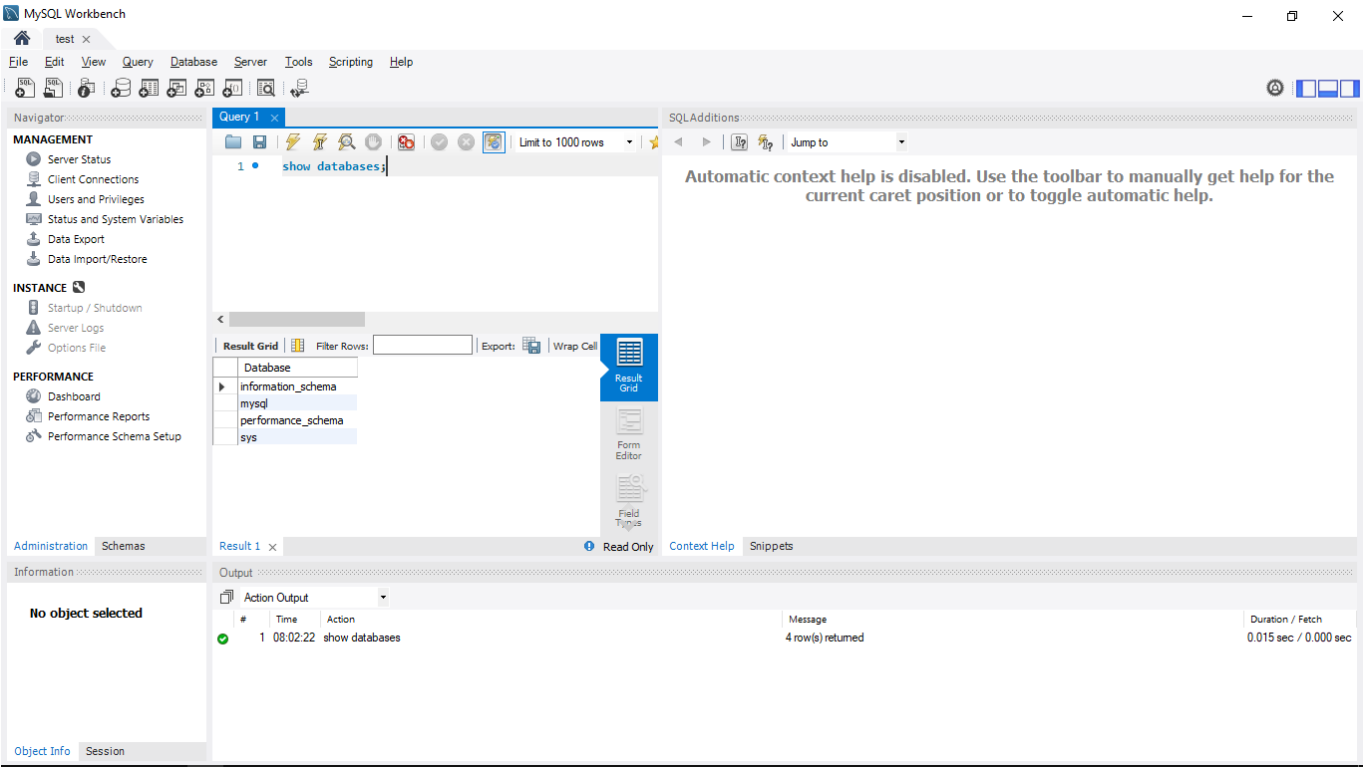 MySQL Workbench
test
File Edit View Query Database Server Tools Scripting Help
Navigator
MANAGEMENT
Server Status
Client Connections
Users and Privileges
Status and System Variables
Data Export
Data Import/Restore
INSTANCE
Startup / Shutdown
Server Logs
Options File
PERFORMANCE
Dashboard
Performance Reports
Performance Schema Setup
Administration Schemas
Query 1
Limit to 1000 rows
1 show databases;
Result Grid Filter Rows: Export: Wrap Cell
Database
information_schema
mysql
performance_schema
sys
Result
Grid
Form
Editor
Field
Types
Result 1 Read Only
SQLAdditions
Jump to
Automatic context help is disabled. Use the toolbar to manually get help for the
current caret position or to toggle automatic help.
Context Help Snippets
Information
No object selected
Object Info Session
Output
Action Output
# Time Action Message Duration / Fetch
1 08:02:22 show databases 4 row(s) returned 0.015 sec / 0.000 sec